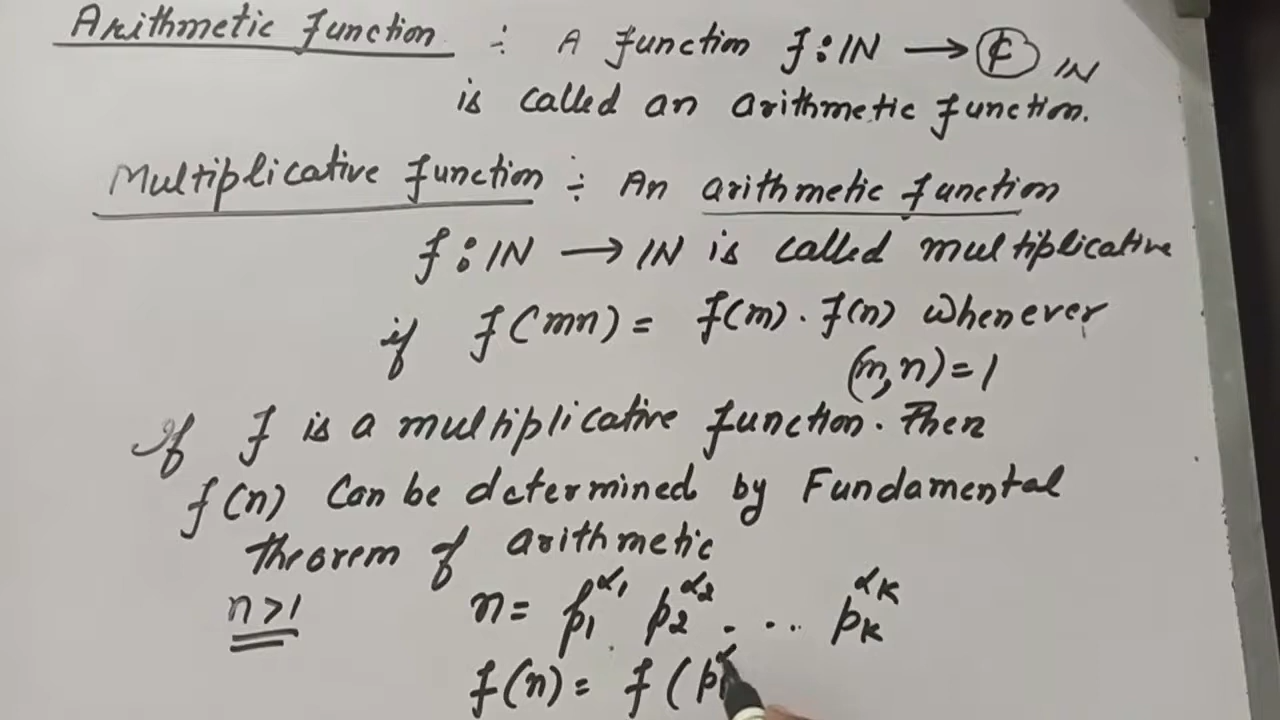 Arithmetic function ÷ A function f : IN → ₵ IN
is called an arithmetic function.
Multiplicative function ÷ An arithmetic function
f : IN → IN is called multiplicative
if f(mn) = f(m) . f(n) whenever
(m,n) = 1
If f is a multiplicative function. Then
f(n) can be determined by Fundamental
theorem of arithmetic
n>1 n = p₁^α₁ p₂^α₂ . ... pₖ^αₖ
f(n) = f(p₁^α